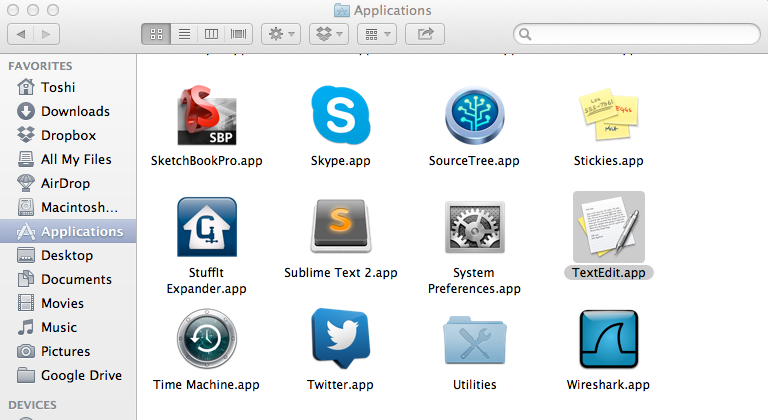 Applications
FAVORITES
Toshi
Downloads
Dropbox
All My Files
AirDrop
Macintosh...
Applications
Desktop
Documents
Movies
Music
Pictures
Google Drive
DEVICES
SBP
SketchBookPro.app
S
Skype.app
SourceTree.app
EGGS
Milk
Stickies.app
StuffIt
Expander.app
S
Sublime Text 2.app
System
Preferences.app
TextEdit.app
Time Machine.app
Twitter.app
Utilities
Wireshark.app